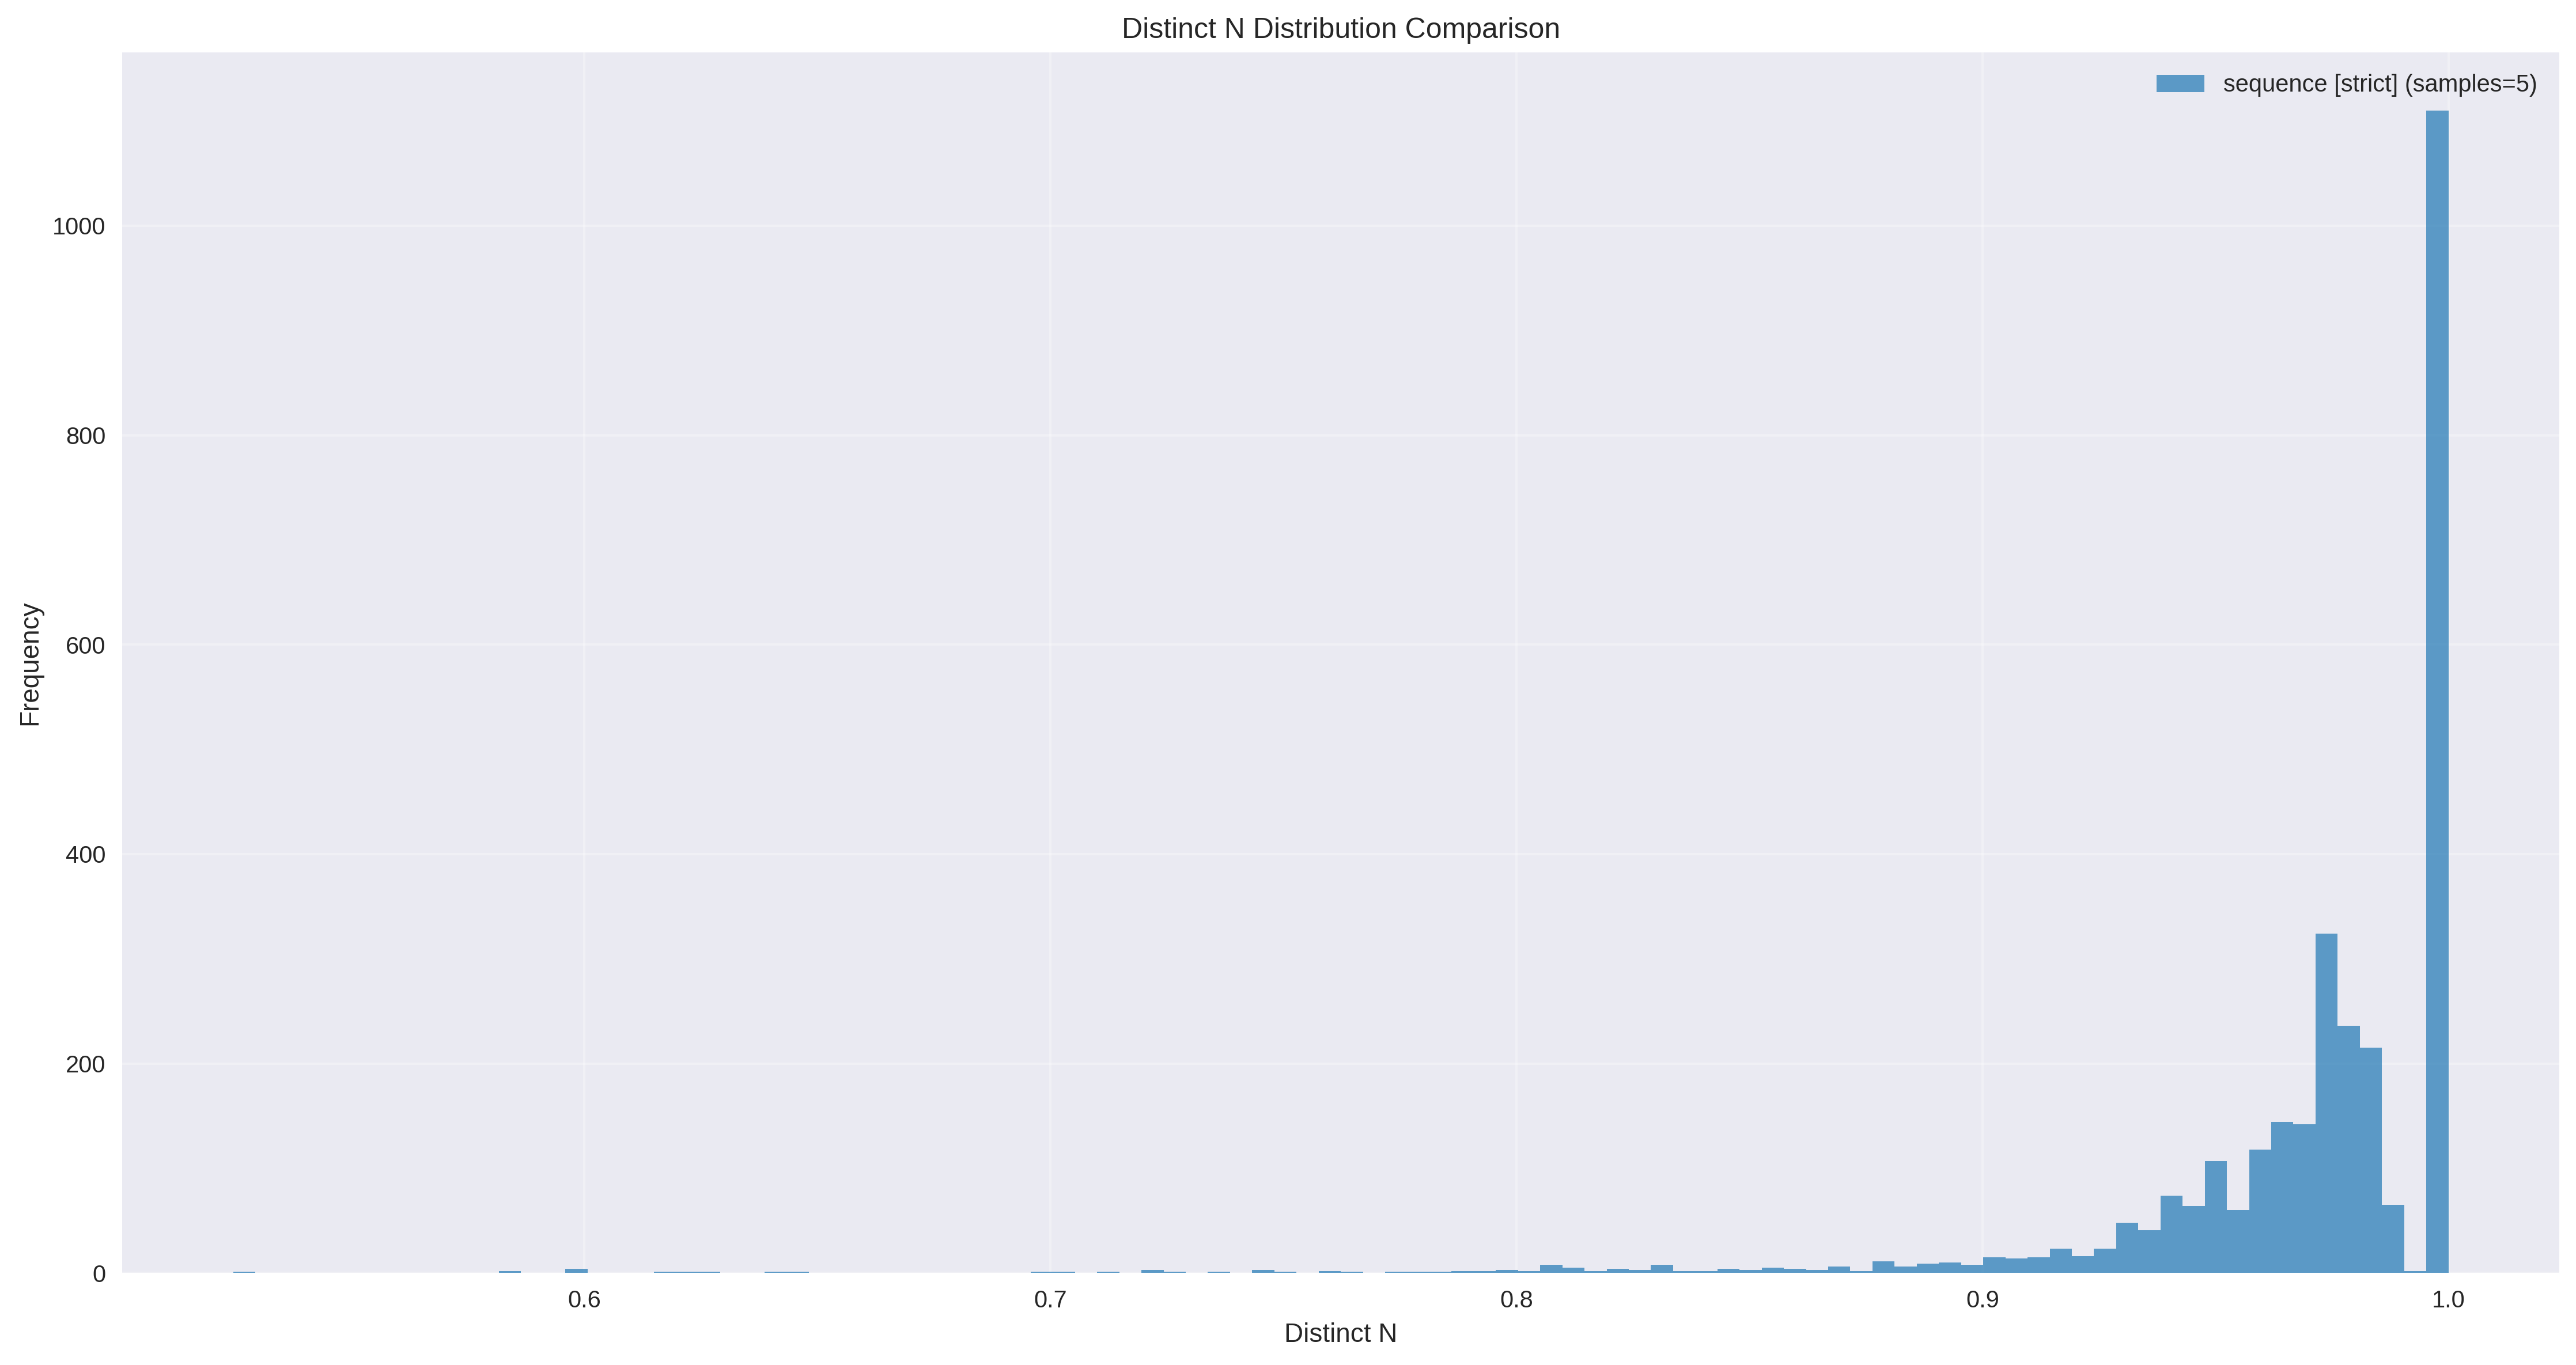 Distinct N Distribution Comparison
sequence [strict] (samples=5)
1000
800
600
400
200
0
Frequency
0.6 0.7 0.8 0.9 1.0
Distinct N